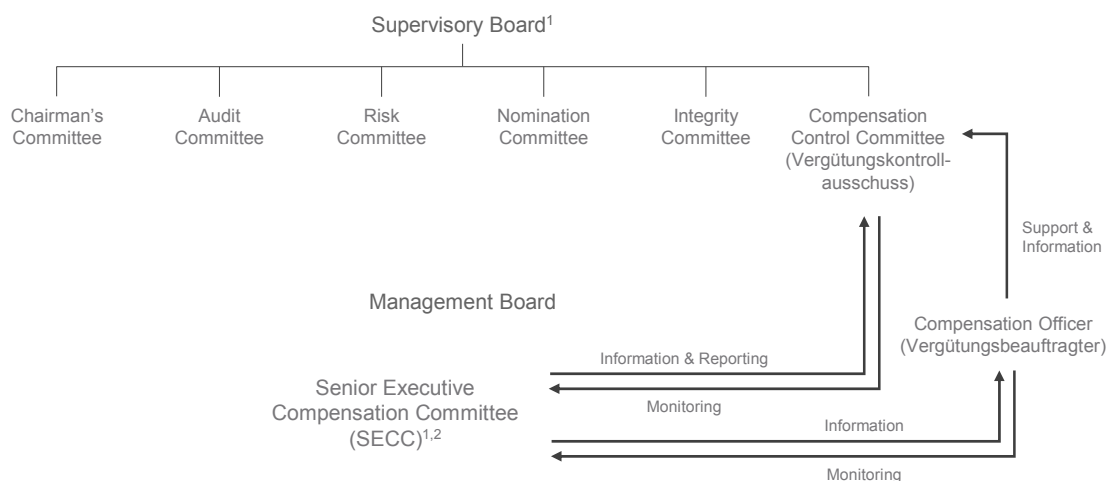 Supervisory Board¹
Chairman's
Committee
Audit
Committee
Risk
Committee
Nomination
Committee
Integrity
Committee
Compensation
Control Committee
(Vergütungskontroll-
ausschuss)
Support &
Information
Management Board
Compensation Officer
(Vergütungsbeauftragter)
Information & Reporting
Senior Executive
Compensation Committee
(SECC)¹,²
Monitoring
Information
Monitoring